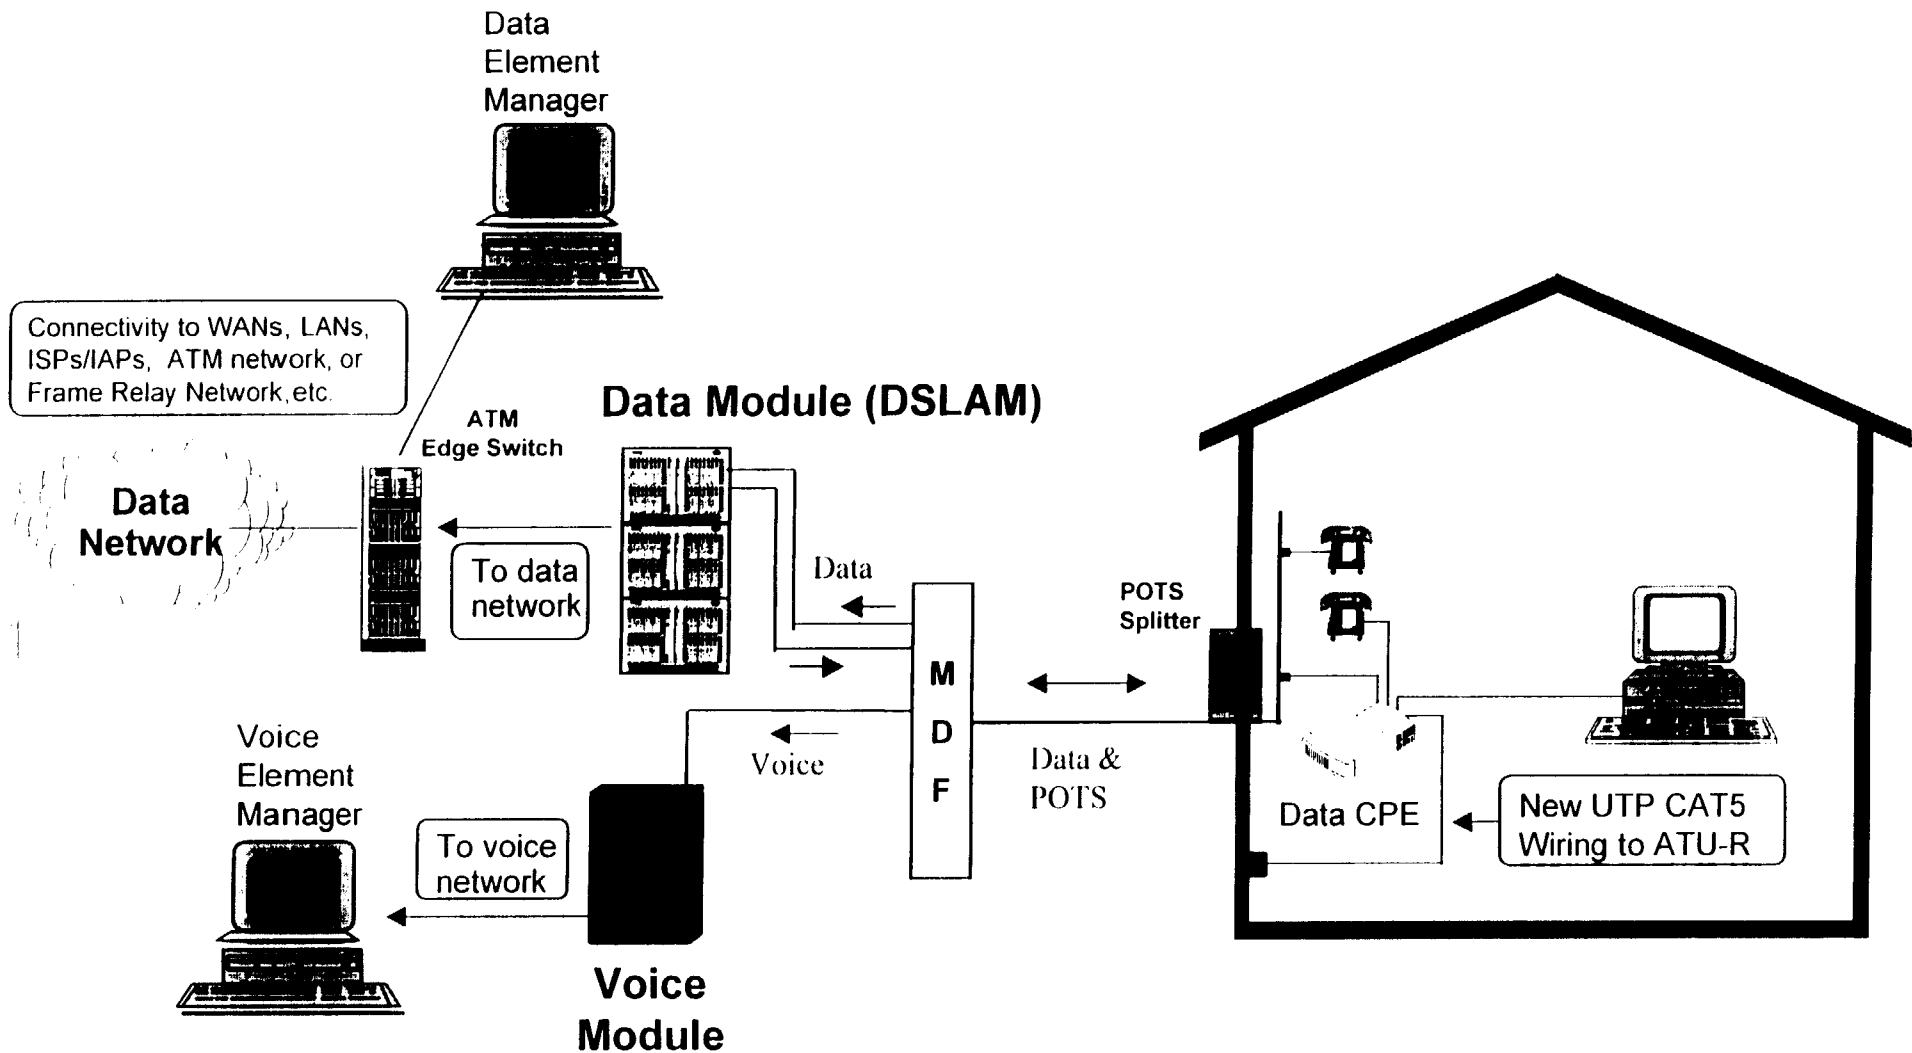 Data
Element
Manager
Connectivity to WANs, LANs,
ISPs/IAPs, ATM network, or
Frame Relay Network, etc.
ATM
Edge Switch
Data Module (DSLAM)
Data
Network
To data
network
Data
POTS
Splitter
M
D
F
Voice
Data &
POTS
Voice
Element
Manager
To voice
network
Voice
Module
Data CPE
New UTP CAT5
Wiring to ATU-R